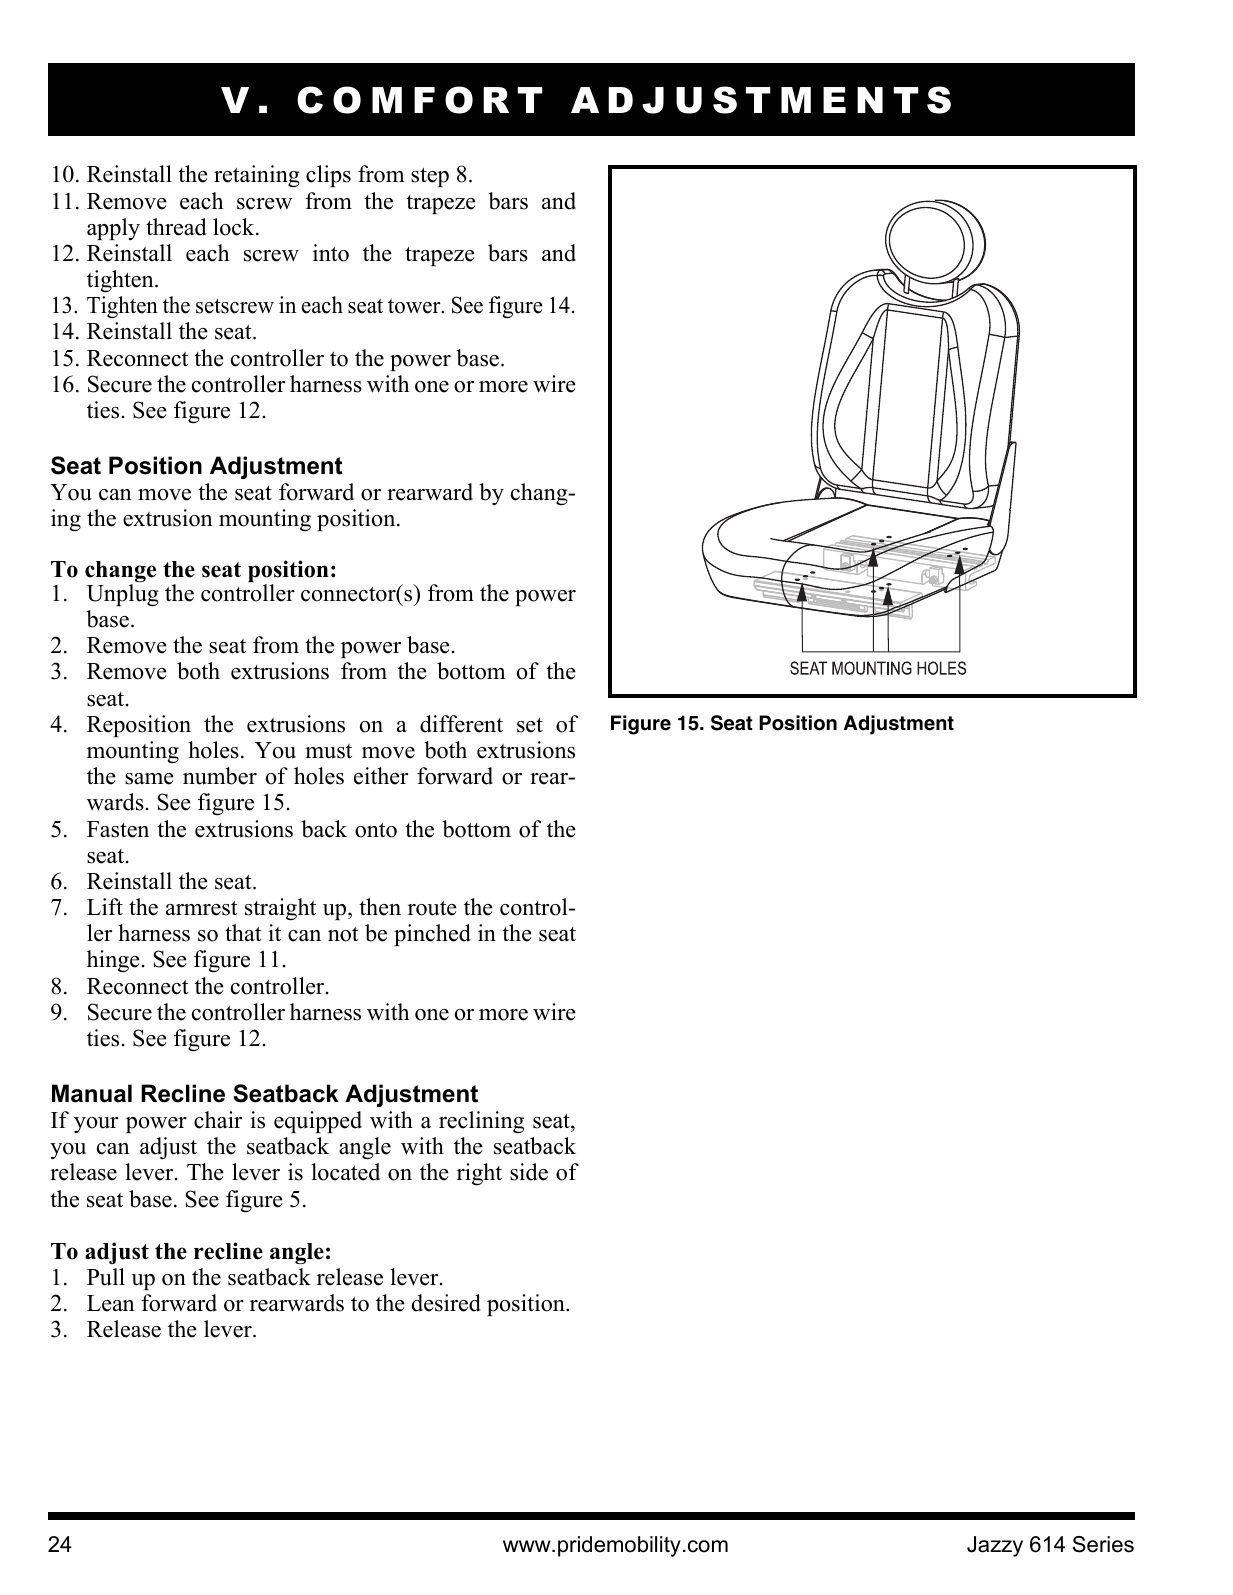 V. COMFORT ADJUSTMENTS
10. Reinstall the retaining clips from step 8.
11. Remove each screw from the trapeze bars and
apply thread lock.
12. Reinstall each screw into the trapeze bars and
tighten.
13. Tighten the setscrew in each seat tower. See figure 14.
14. Reinstall the seat.
15. Reconnect the controller to the power base.
16. Secure the controller harness with one or more wire
ties. See figure 12.
Seat Position Adjustment
You can move the seat forward or rearward by chang-
ing the extrusion mounting position.
To change the seat position:
1. Unplug the controller connector(s) from the power
base.
2. Remove the seat from the power base.
3. Remove both extrusions from the bottom of the
seat.
4. Reposition the extrusions on a different set of
mounting holes. You must move both extrusions
the same number of holes either forward or rear-
wards. See figure 15.
5. Fasten the extrusions back onto the bottom of the
seat.
6. Reinstall the seat.
7. Lift the armrest straight up, then route the control-
ler harness so that it can not be pinched in the seat
hinge. See figure 11.
8. Reconnect the controller.
9. Secure the controller harness with one or more wire
ties. See figure 12.
Manual Recline Seatback Adjustment
If your power chair is equipped with a reclining seat,
you can adjust the seatback angle with the seatback
release lever. The lever is located on the right side of
the seat base. See figure 5.
To adjust the recline angle:
1. Pull up on the seatback release lever.
2. Lean forward or rearwards to the desired position.
3. Release the lever.
SEAT MOUNTING HOLES
Figure 15. Seat Position Adjustment
24 www.pridemobility.com Jazzy 614 Series